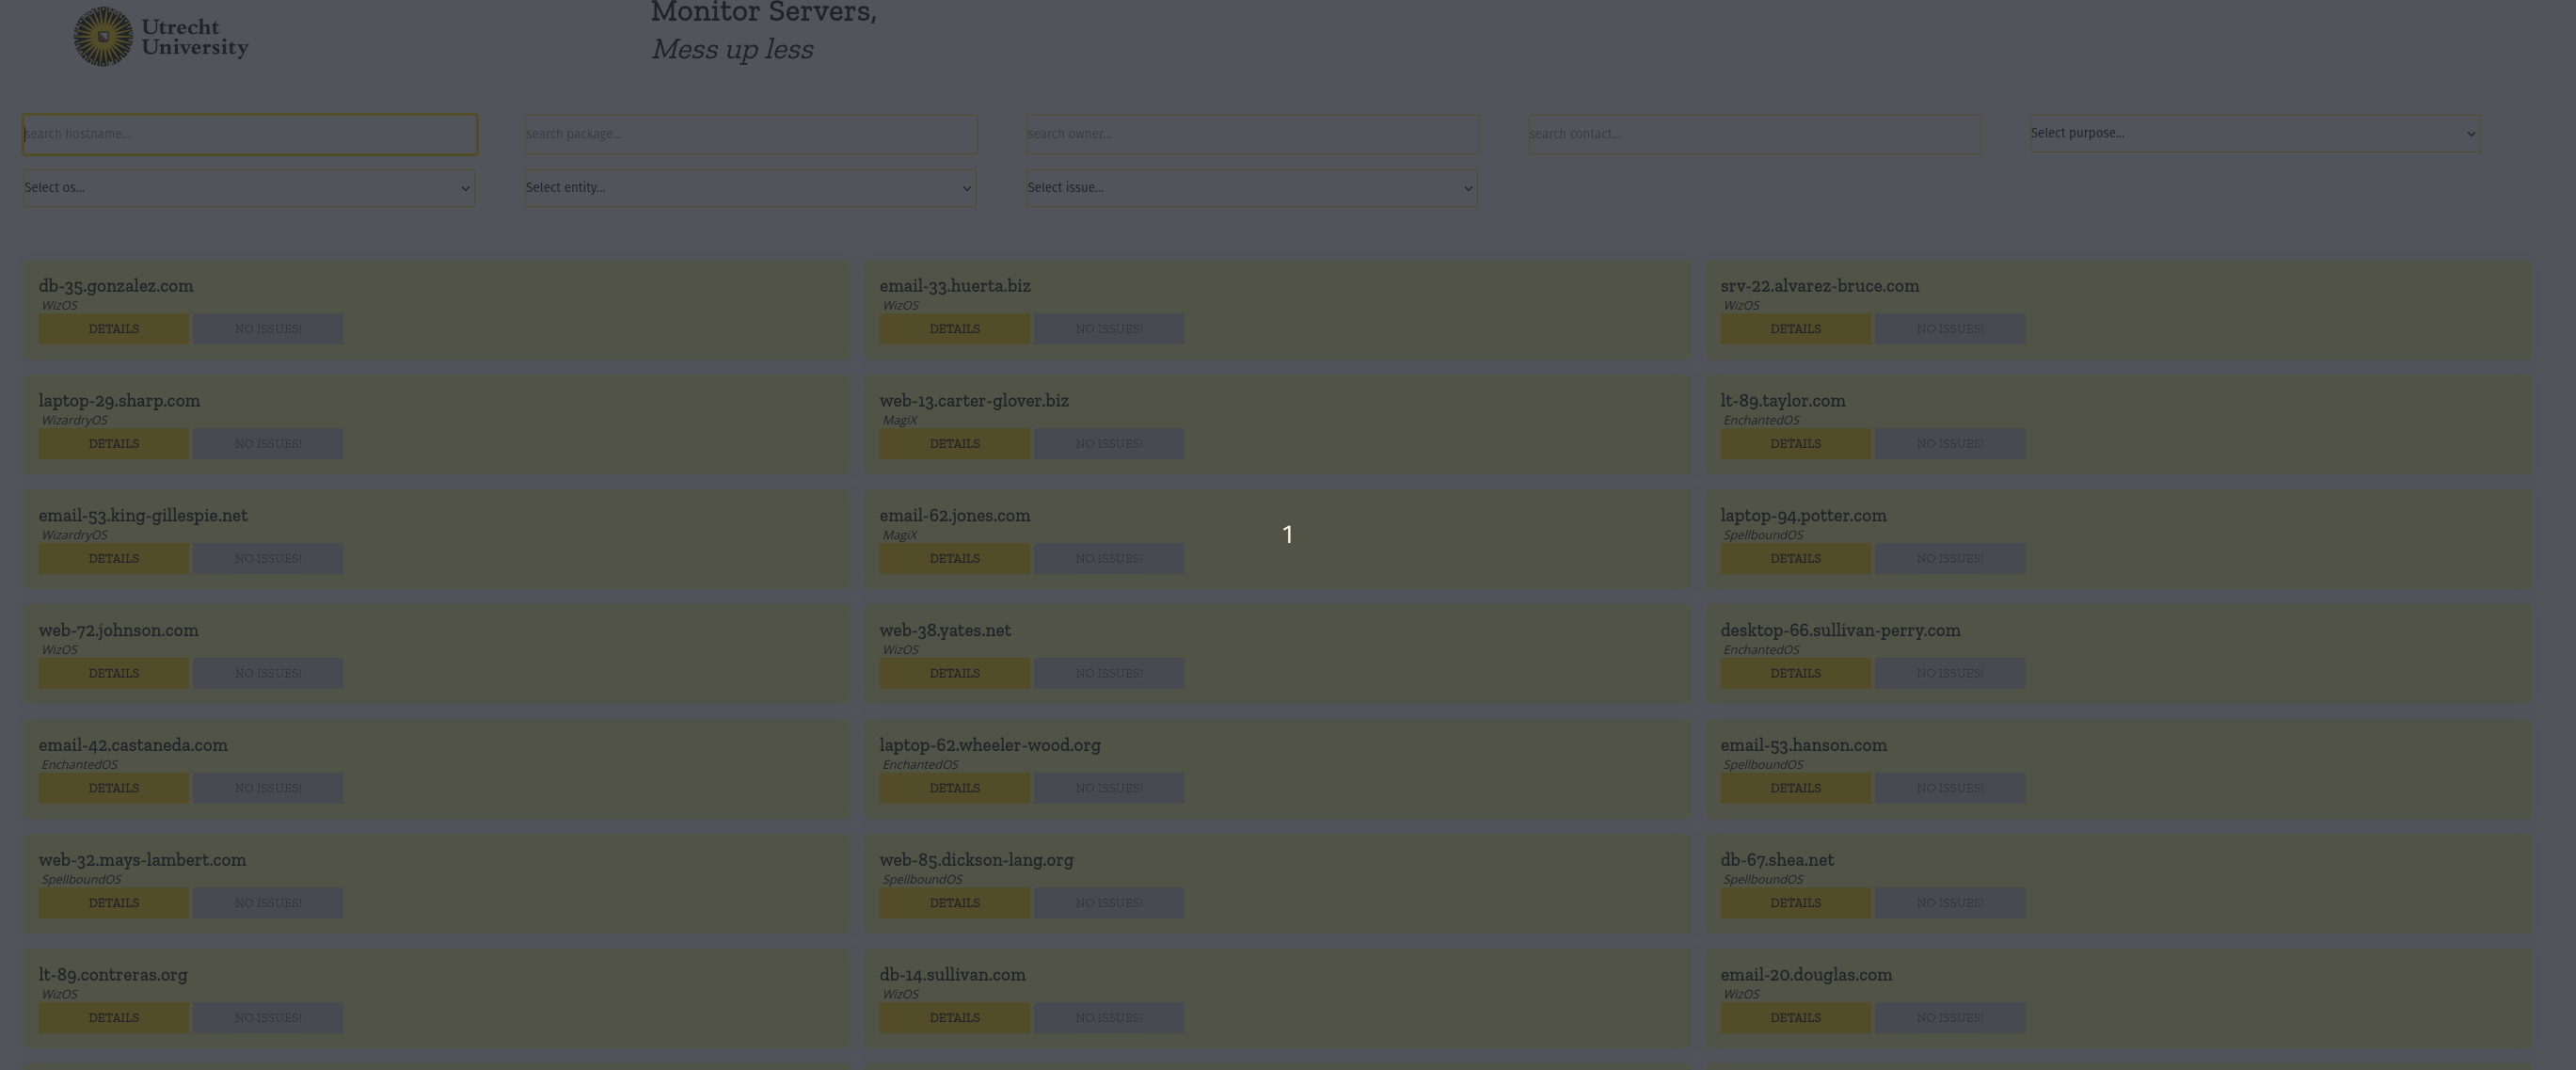 Utrecht
University
Monitor Servers,
Mess up less
search hostname...
search package...
search owner...
search contact...
Select purpose...
Select os...
Select entity...
Select issue...
db-35.gonzalez.com
WizOS
DETAILS
NO ISSUES!
email-33.huerta.biz
WizOS
DETAILS
NO ISSUES!
srv-22.alvarez-bruce.com
WizOS
DETAILS
NO ISSUES!
laptop-29.sharp.com
WizardryOS
DETAILS
NO ISSUES!
web-13.carter-glover.biz
MagiX
DETAILS
NO ISSUES!
lt-89.taylor.com
EnchantedOS
DETAILS
NO ISSUES!
email-53.king-gillespie.net
WizardryOS
DETAILS
NO ISSUES!
email-62.jones.com
MagiX
DETAILS
NO ISSUES!
1
laptop-94.potter.com
SpellboundOS
DETAILS
NO ISSUES!
web-72.johnson.com
WizOS
DETAILS
NO ISSUES!
web-38.yates.net
WizOS
DETAILS
NO ISSUES!
desktop-66.sullivan-perry.com
EnchantedOS
DETAILS
NO ISSUES!
email-42.castaneda.com
EnchantedOS
DETAILS
NO ISSUES!
laptop-62.wheeler-wood.org
EnchantedOS
DETAILS
NO ISSUES!
email-53.hanson.com
SpellboundOS
DETAILS
NO ISSUES!
web-32.mays-lambert.com
SpellboundOS
DETAILS
NO ISSUES!
web-85.dickson-lang.org
SpellboundOS
DETAILS
NO ISSUES!
db-67.shea.net
SpellboundOS
DETAILS
NO ISSUES!
lt-89.contreras.org
WizOS
DETAILS
NO ISSUES!
db-14.sullivan.com
WizOS
DETAILS
NO ISSUES!
email-20.douglas.com
WizOS
DETAILS
NO ISSUES!